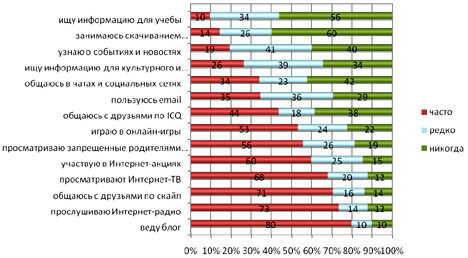 ищу информацию для учебы 10 34 56
занимаюсь скачиванием... 14 26 60
узнаю о событиях и новостях 19 41 40
ищу информацию для культурного и ... 26 39 34
общаюсь в чатах и социальных сетях 34 23 42
пользуюсь email 35 36 29
общаюсь с друзьями по ICQ 44 18 38
играю в онлайн-игры 53 24 22
просматриваю запрещенные родителями... 56 26 19
участвую в Интернет-акциях 60 25 15
просматривают Интернет-ТВ 68 20 12
общаюсь с друзьями по скайп 71 16 14
прослушиваю Интернет-радио 73 14 12
веду блог 80 10 10
0% 10% 20% 30% 40% 50% 60% 70% 80% 90% 100%
часто
редко
никогда